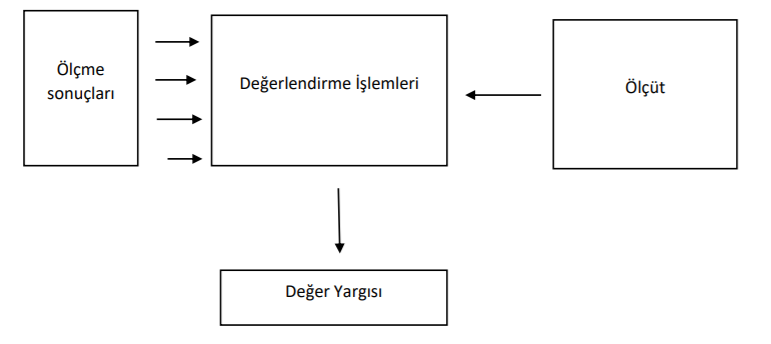 Ölçme
sonuçları
Değerlendirme İşlemleri
Ölçüt
Değer Yargısı